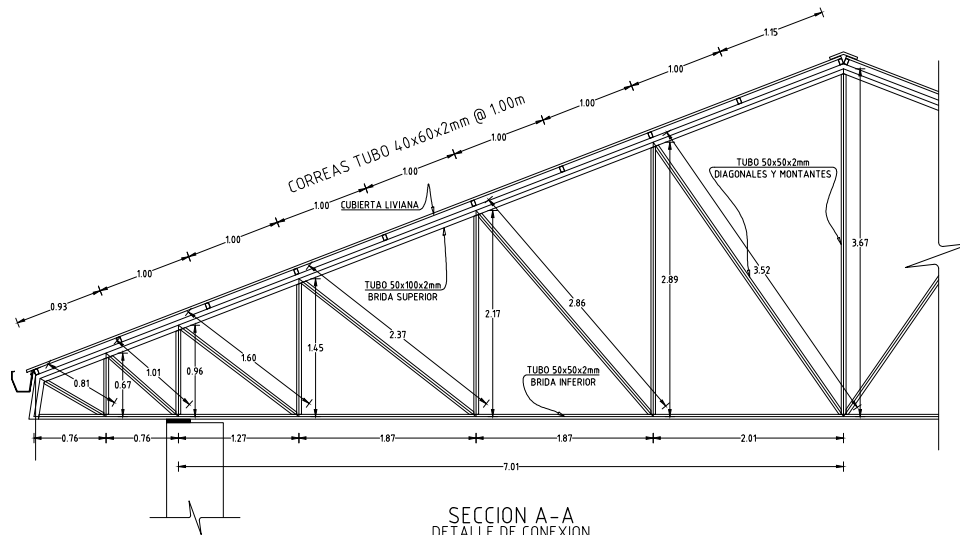 1.15
1.00
1.00
1.00
1.00
1.00
1.00
1.00
1.00
0.93
CORREAS TUBO 40x60x2mm @ 1.00m
CUBIERTA LIVIANA
TUBO 50x50x2mm
DIAGONALES Y MONTANTES
TUBO 50x100x2mm
BRIDA SUPERIOR
TUBO 50x50x2mm
BRIDA INFERIOR
0.81
0.67
1.01
0.96
1.60
1.45
2.37
2.17
2.86
2.89
3.52
3.67
0.76
0.76
1.27
1.87
1.87
2.01
7.01
SECCION A-A
DETALLE DE CONEXION